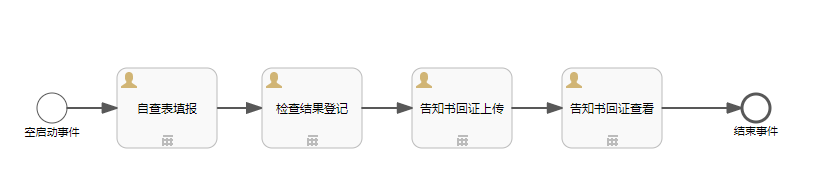 自查表填报
检查结果登记
告知书回证上传
告知书回证查看
空启动事件
结束事件